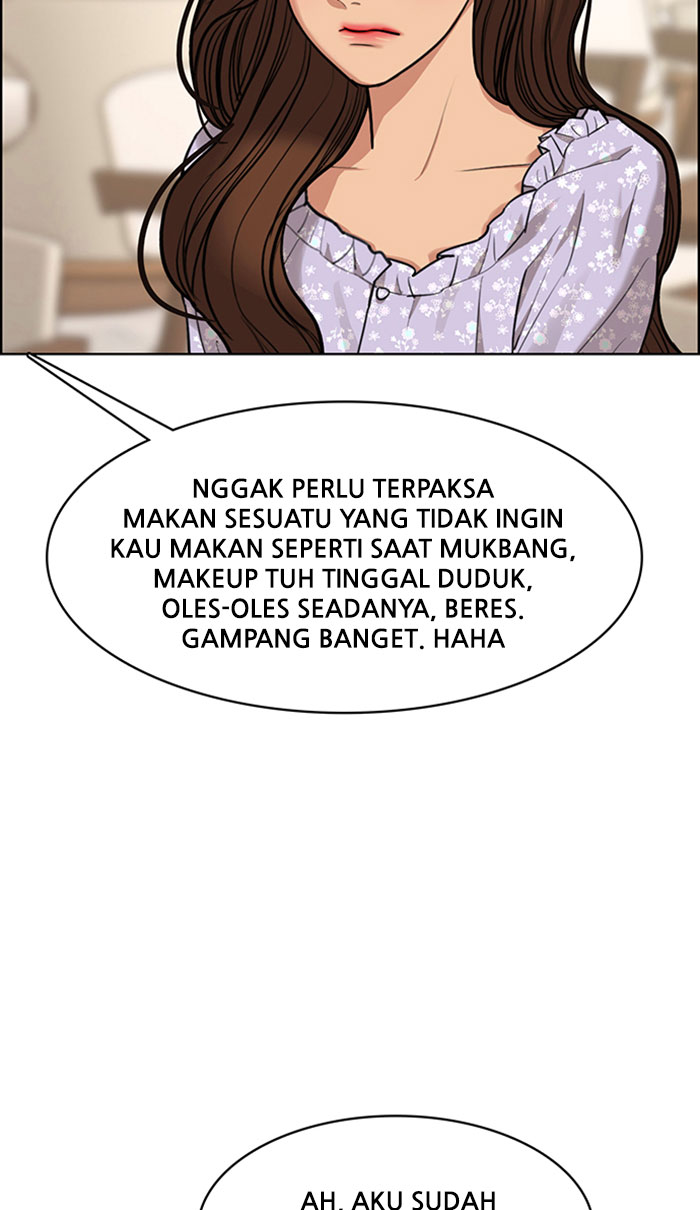 NGGAK PERLU TERPAKSA
MAKAN SESUATU YANG TIDAK INGIN
KAU MAKAN SEPERTI SAAT MUKBANG,
MAKEUP TUH TINGGAL DUDUK,
OLES-OLES SEADANYA, BERES.
GAMPANG BANGET. HAHA
AH, AKU SUDAH